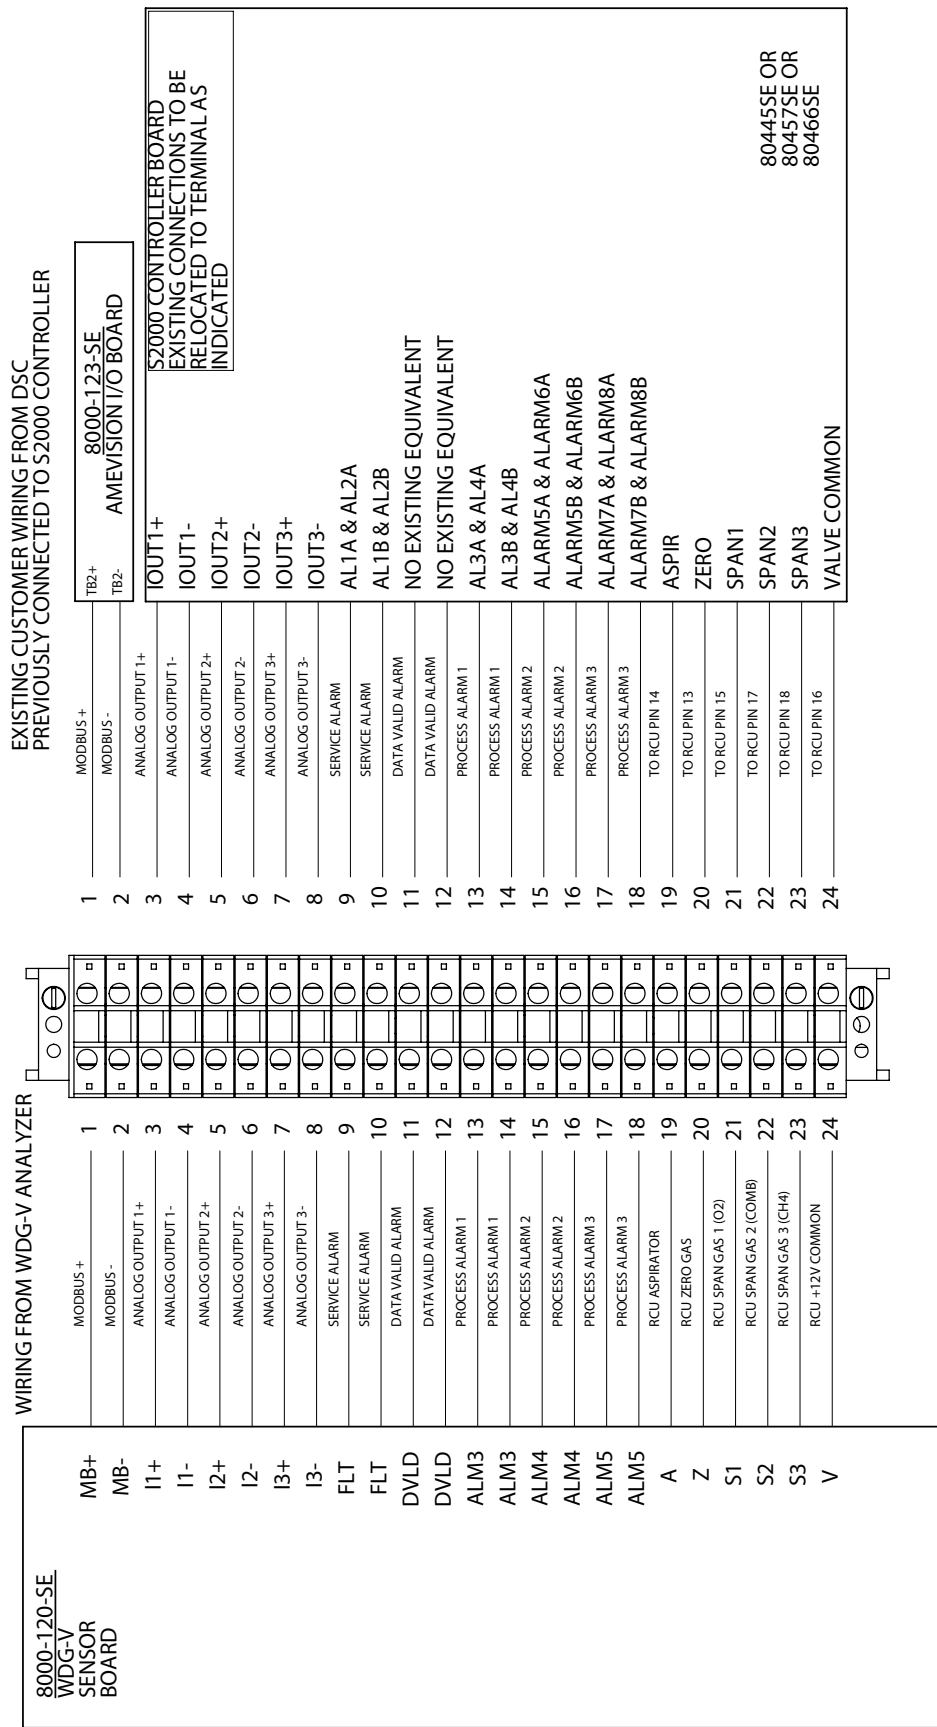 8000-120-SE
WDG-V
SENSOR
BOARD
MB+
MB-
I1+
I1-
I2+
I2-
I3+
I3-
FLT
FLT
DVLD
DVLD
ALM3
ALM3
ALM4
ALM4
ALM5
ALM5
A
Z
S1
S2
S3
V
WIRING FROM WDG-V ANALYZER
MODBUS +
MODBUS -
ANALOG OUTPUT 1+
ANALOG OUTPUT 1-
ANALOG OUTPUT 2+
ANALOG OUTPUT 2-
ANALOG OUTPUT 3+
ANALOG OUTPUT 3-
SERVICE ALARM
SERVICE ALARM
DATA VALID ALARM
DATA VALID ALARM
PROCESS ALARM 1
PROCESS ALARM 1
PROCESS ALARM 2
PROCESS ALARM 2
PROCESS ALARM 3
PROCESS ALARM 3
RCU ASPIRATOR
RCU ZERO GAS
RCU SPAN GAS 1 (O2)
RCU SPAN GAS 2 (COMB)
RCU SPAN GAS 3 (CH4)
RCU +12V COMMON
1
2
3
4
5
6
7
8
9
10
11
12
13
14
15
16
17
18
19
20
21
22
23
24
1
2
3
4
5
6
7
8
9
10
11
12
13
14
15
16
17
18
19
20
21
22
23
24
EXISTING CUSTOMER WIRING FROM DSC
PREVIOUSLY CONNECTED TO S2000 CONTROLLER
MODBUS +
MODBUS -
ANALOG OUTPUT 1+
ANALOG OUTPUT 1-
ANALOG OUTPUT 2+
ANALOG OUTPUT 2-
ANALOG OUTPUT 3+
ANALOG OUTPUT 3-
SERVICE ALARM
SERVICE ALARM
DATA VALID ALARM
DATA VALID ALARM
PROCESS ALARM 1
PROCESS ALARM 1
PROCESS ALARM 2
PROCESS ALARM 2
PROCESS ALARM 3
PROCESS ALARM 3
TO RCU PIN 14
TO RCU PIN 13
TO RCU PIN 15
TO RCU PIN 17
TO RCU PIN 18
TO RCU PIN 16
TB2+
TB2-
8000-123-SE
AMEVISION I/O BOARD
IOUT1+
IOUT1-
IOUT2+
IOUT2-
IOUT3+
IOUT3-
AL1A & AL2A
AL1B & AL2B
NO EXISTING EQUIVALENT
NO EXISTING EQUIVALENT
AL3A & AL4A
AL3B & AL4B
ALARM5A & ALARM6A
ALARM5B & ALARM6B
ALARM7A & ALARM8A
ALARM7B & ALARM8B
ASPIR
ZERO
SPAN1
SPAN2
SPAN3
VALVE COMMON
S2000 CONTROLLER BOARD
EXISTING CONNECTIONS TO BE
RELOCATED TO TERMINAL AS
INDICATED
80445SE OR
80457SE OR
80466SE